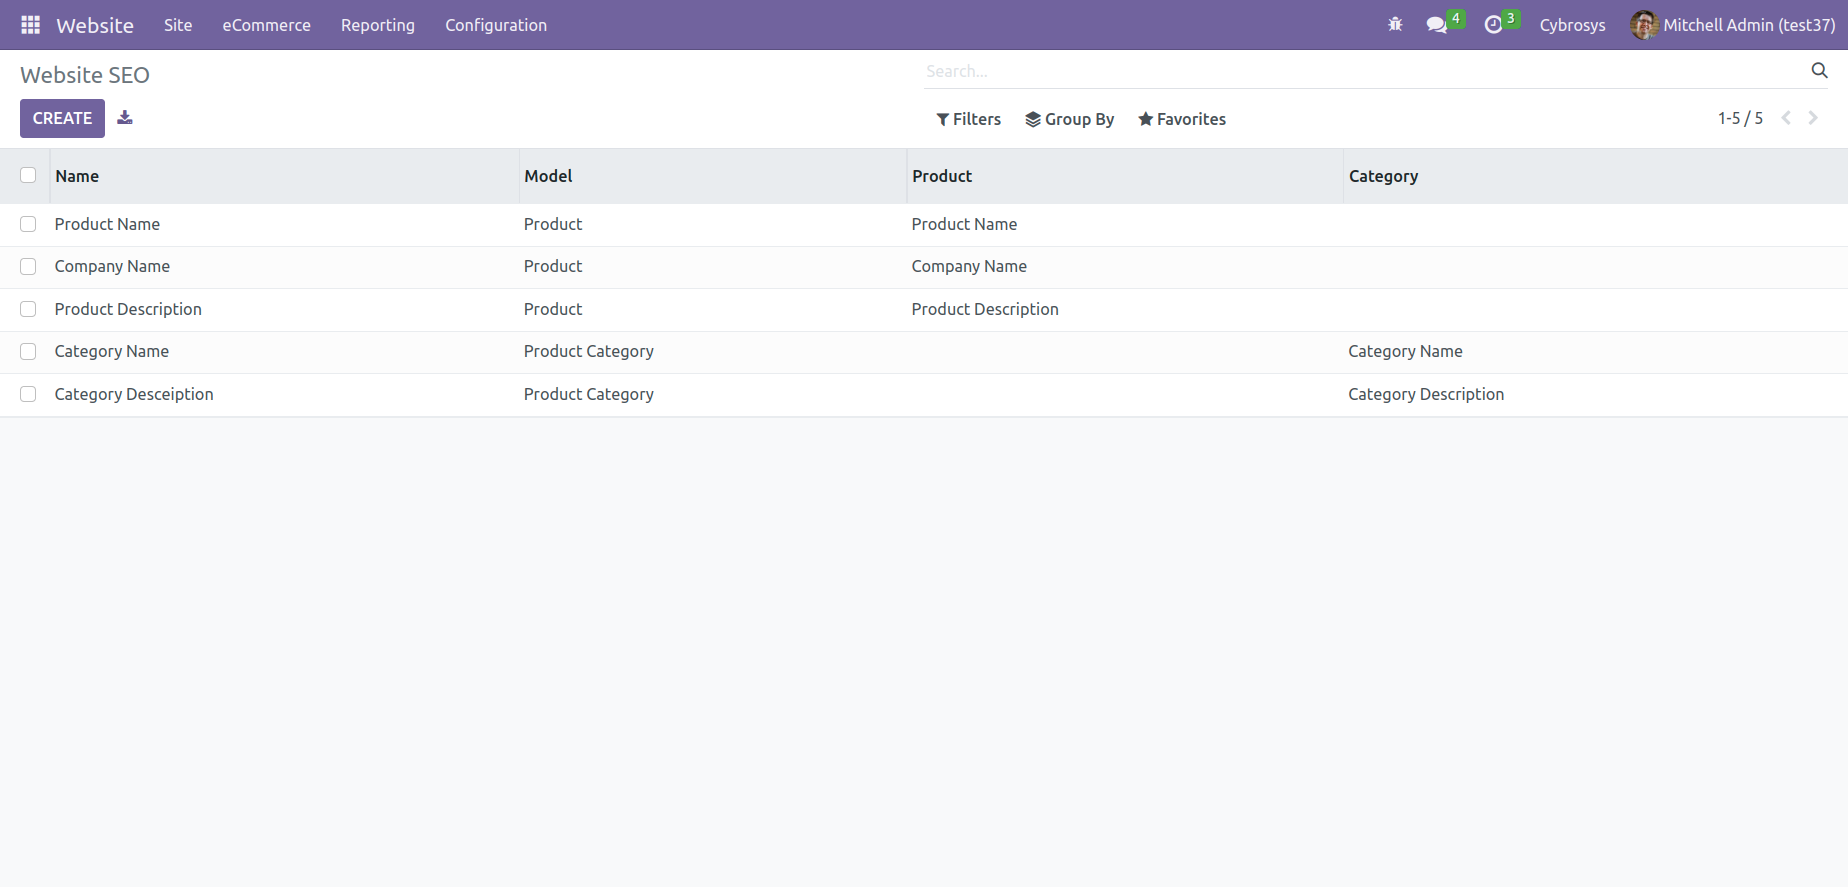 Website Site eCommerce Reporting Configuration 4 3 Cybrosys Mitchell Admin (test37)
Website SEO Search...
CREATE Filters Group By Favorites 1-5 / 5
Name Model Product Category
Product Name Product Product Name
Company Name Product Company Name
Product Description Product Product Description
Category Name Product Category Category Name
Category Desceiption Product Category Category Description